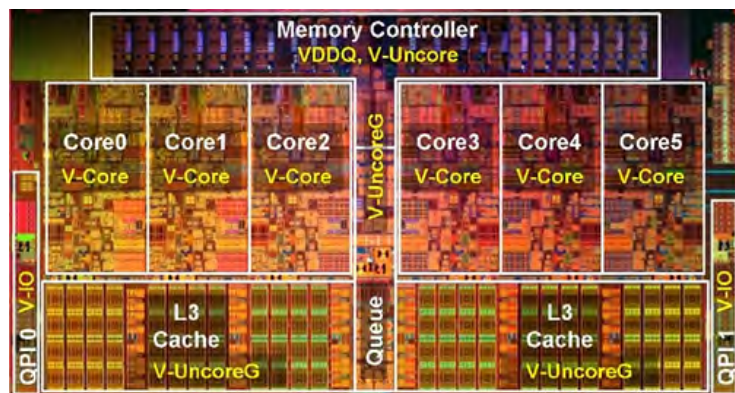 Memory Controller
VDDQ, V-Uncore
Core0
V-Core
Core1
V-Core
Core2
V-Core
V-UncoreG
Core3
V-Core
Core4
V-Core
Core5
V-Core
QPI 0 V-IO
L3
Cache
V-UncoreG
Queue
L3
Cache
V-UncoreG
QPI 1 V-IO